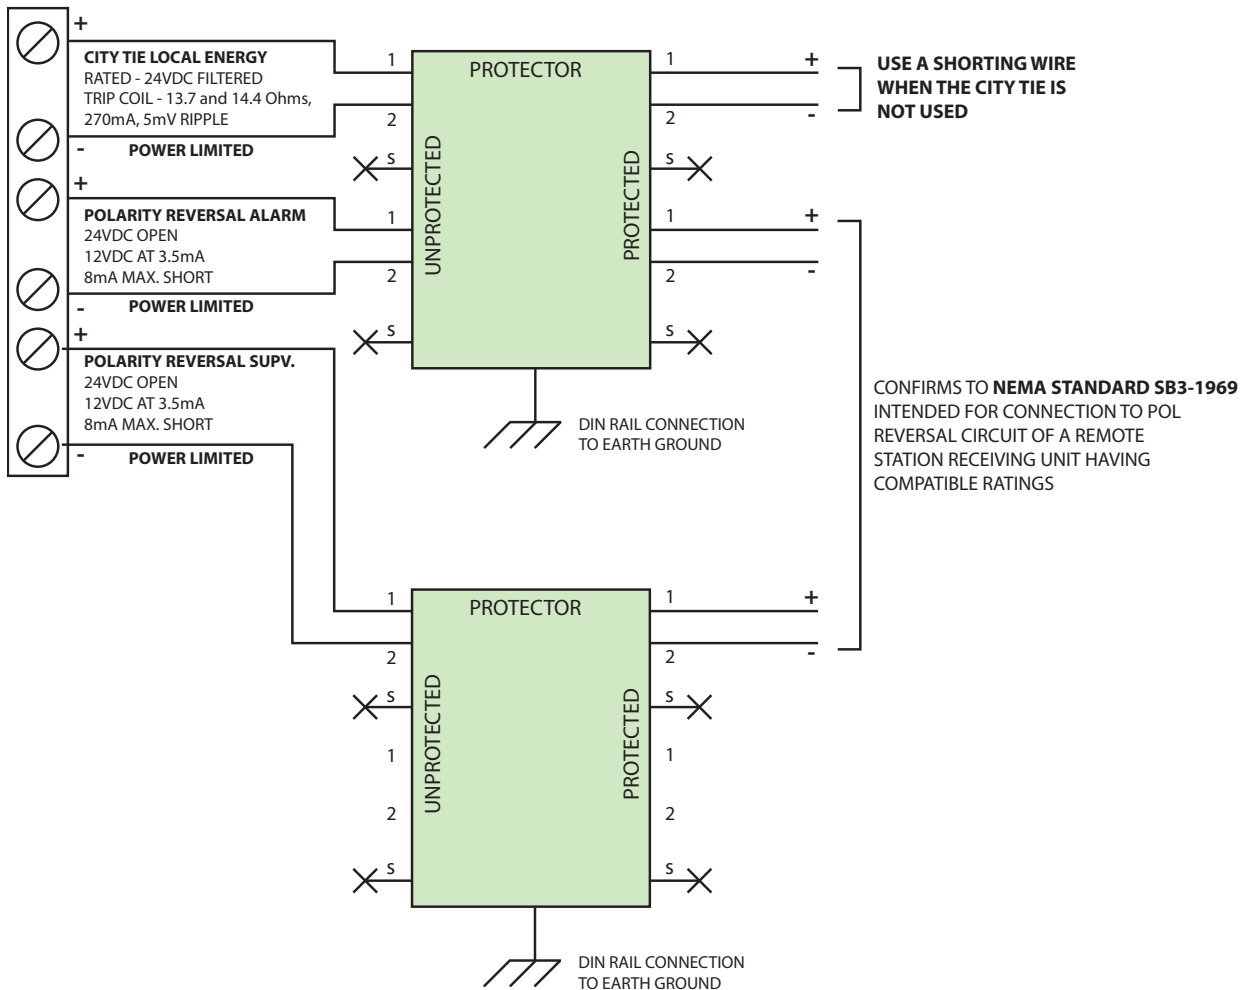 +
CITY TIE LOCAL ENERGY
RATED - 24VDC FILTERED
TRIP COIL - 13.7 and 14.4 Ohms,
270mA, 5mV RIPPLE
-
POWER LIMITED
+
POLARITY REVERSAL ALARM
24VDC OPEN
12VDC AT 3.5mA
8mA MAX. SHORT
-
POWER LIMITED
+
POLARITY REVERSAL SUPV.
24VDC OPEN
12VDC AT 3.5mA
8mA MAX. SHORT
-
POWER LIMITED
1
2
S
1
2
S
PROTECTOR
UNPROTECTED
PROTECTED
1
2
S
1
2
S
+
-
USE A SHORTING WIRE
WHEN THE CITY TIE IS
NOT USED
+
-
DIN RAIL CONNECTION
TO EARTH GROUND
CONFIRMS TO NEMA STANDARD SB3-1969
INTENDED FOR CONNECTION TO POL
REVERSAL CIRCUIT OF A REMOTE
STATION RECEIVING UNIT HAVING
COMPATIBLE RATINGS
1
2
S
1
2
S
PROTECTOR
UNPROTECTED
PROTECTED
1
2
S
1
2
S
+
-
DIN RAIL CONNECTION
TO EARTH GROUND